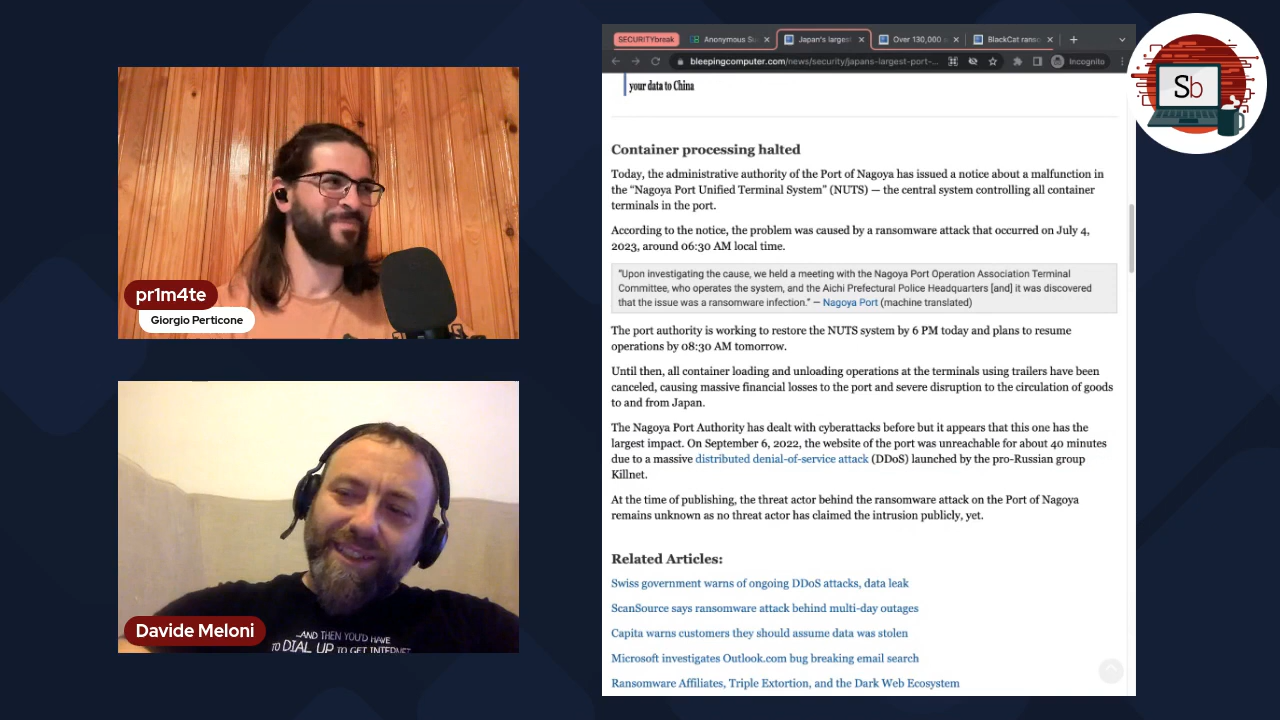 pr1m4te
Giorgio Perticone
Davide Meloni
...AND THEN YOU'D HAVE
TO DIAL UP TO GET INTERNET
SECURITYbreak
Anonymous Su
Japan's largest
Over 130,000
BlackCat ranso
bleepingcomputer.com/news/security/japans-largest-port-...
Incognito
Sb
your data to China
Container processing halted
Today, the administrative authority of the Port of Nagoya has issued a notice about a malfunction in
the “Nagoya Port Unified Terminal System” (NUTS) — the central system controlling all container
terminals in the port.
According to the notice, the problem was caused by a ransomware attack that occurred on July 4,
2023, around 06:30 AM local time.
"Upon investigating the cause, we held a meeting with the Nagoya Port Operation Association Terminal
Committee, who operates the system, and the Aichi Prefectural Police Headquarters [and] it was discovered
that the issue was a ransomware infection." — Nagoya Port (machine translated)
The port authority is working to restore the NUTS system by 6 PM today and plans to resume
operations by 08:30 AM tomorrow.
Until then, all container loading and unloading operations at the terminals using trailers have been
canceled, causing massive financial losses to the port and severe disruption to the circulation of goods
to and from Japan.
The Nagoya Port Authority has dealt with cyberattacks before but it appears that this one has the
largest impact. On September 6, 2022, the website of the port was unreachable for about 40 minutes
due to a massive distributed denial-of-service attack (DDoS) launched by the pro-Russian group
Killnet.
At the time of publishing, the threat actor behind the ransomware attack on the Port of Nagoya
remains unknown as no threat actor has claimed the intrusion publicly, yet.
Related Articles:
Swiss government warns of ongoing DDoS attacks, data leak
ScanSource says ransomware attack behind multi-day outages
Capita warns customers they should assume data was stolen
Microsoft investigates Outlook.com bug breaking email search
Ransomware Affiliates, Triple Extortion, and the Dark Web Ecosystem